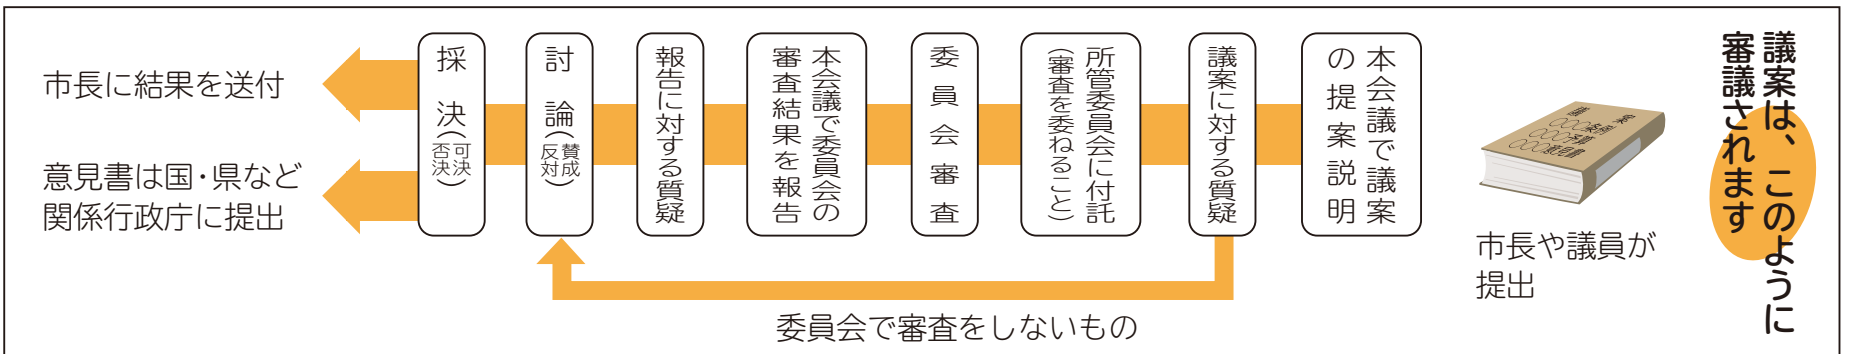 議案は、このように
審議されます
市長や議員が
提出
本会議で議案
の提案説明
議案に対する質疑
所管委員会に付託
(審査を委ねること)
委員会審査
本会議で委員会の
審査結果を報告
報告に対する質疑
討論(賛成
反対)
採決(可決
否決)
市長に結果を送付
意見書は国・県など
関係行政庁に提出
委員会で審査をしないもの